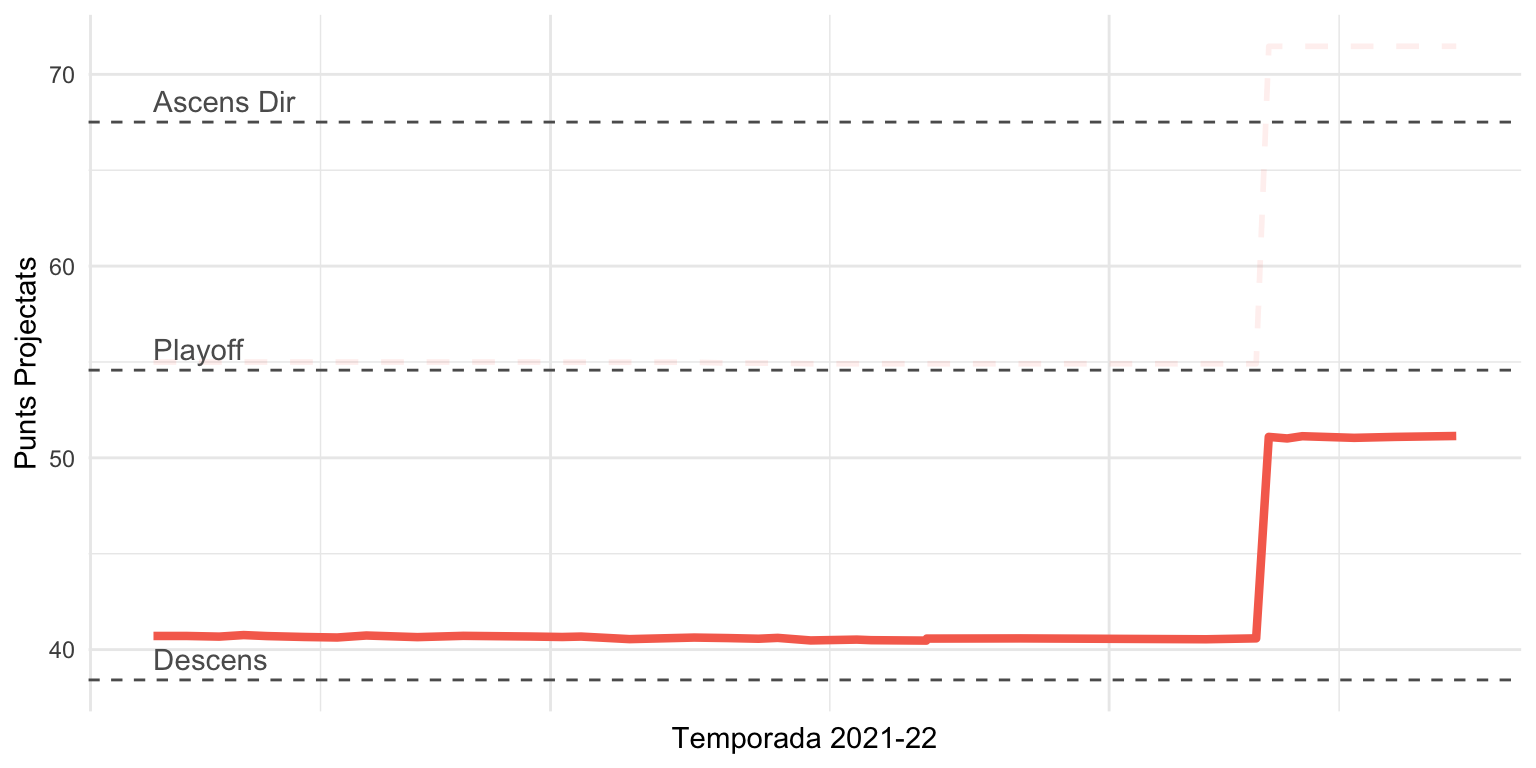 70
Ascens Dir
60
Playoff
Punts Projectats
50
40
Descens
Temporada 2021-22